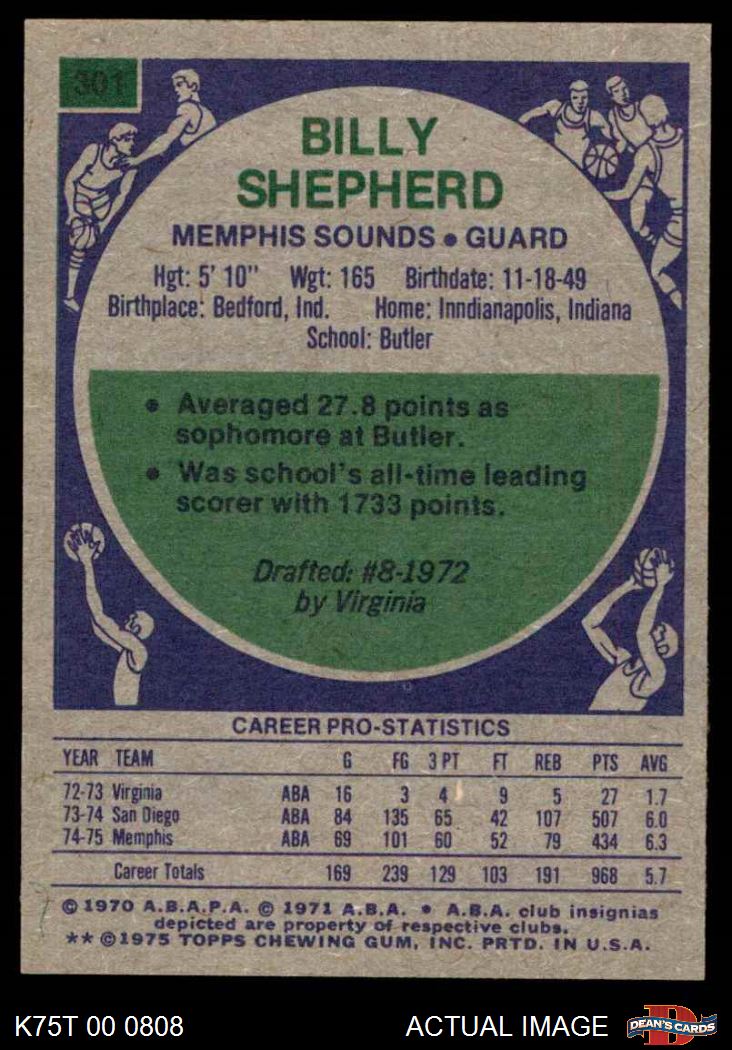 301
BILLY
SHEPHERD
MEMPHIS SOUNDS • GUARD
Hgt: 5' 10" Wgt: 165 Birthdate: 11-18-49
Birthplace: Bedford, Ind. Home: Inndianapolis, Indiana
School: Butler
• Averaged 27.8 points as
sophomore at Butler.
• Was school's all-time leading
scorer with 1733 points.
Drafted: #8-1972
by Virginia
CAREER PRO-STATISTICS
YEAR TEAM G FG 3 PT FT REB PTS AVG
72-73 Virginia ABA 16 3 4 9 5 27 1.7
73-74 San Diego ABA 84 135 65 42 107 507 6.0
74-75 Memphis ABA 69 101 60 52 79 434 6.3
Career Totals 169 239 129 103 191 968 5.7
© 1970 A.B.A.P.A. © 1971 A.B.A. • A.B.A. club insignias
depicted are property of respective clubs.
** © 1975 TOPPS CHEWING GUM, INC. PRTD. IN U.S.A.
K75T 00 0808 ACTUAL IMAGE D DEAN'S CARDS